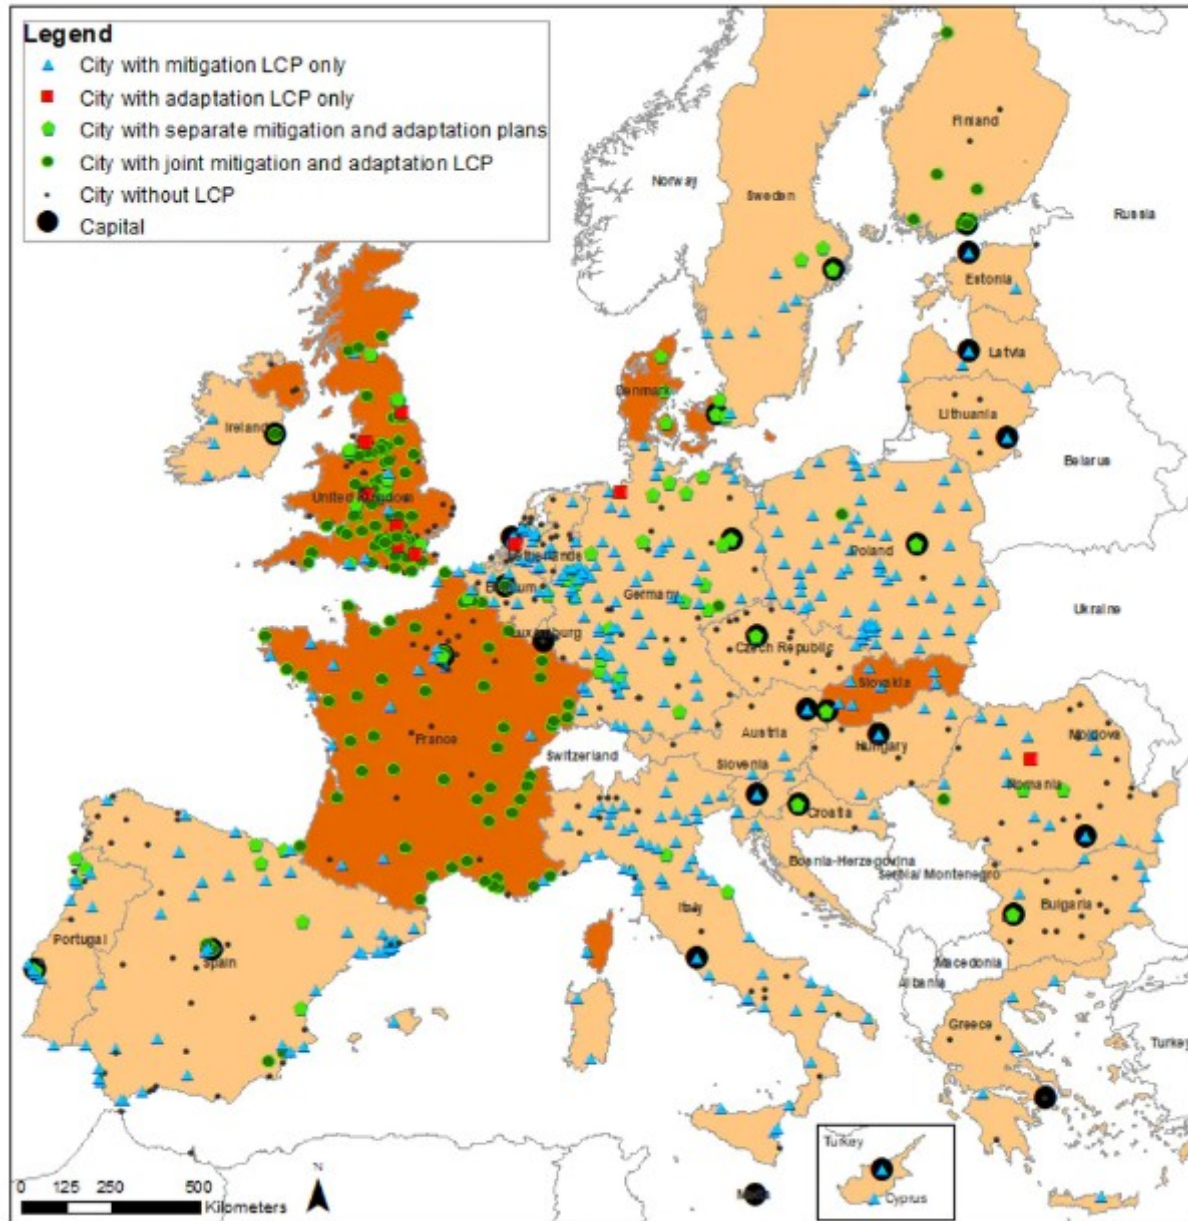 Legend
City with mitigation LCP only
City with adaptation LCP only
City with separate mitigation and adaptation plans
City with joint mitigation and adaptation LCP
City without LCP
Capital
Finland
Norway
Sweden
Russia
Estonia
Latvia
Denmark
Lithuania
Ireland
Belarus
United Kingdom
Netherlands
Poland
Belgium
Germany
Ukraine
Luxemburg
Czech Republic
Slovakia
France
Switzerland
Austria
Hungary
Moldova
Slovenia
Romania
Croatia
Bosnia-Herzegovina
Serbia/ Montenegro
Italy
Bulgaria
Portugal
Spain
Macedonia
Albania
Greece
Turkey
Turkey
Malta
Cyprus
N
0 125 250 500
Kilometers